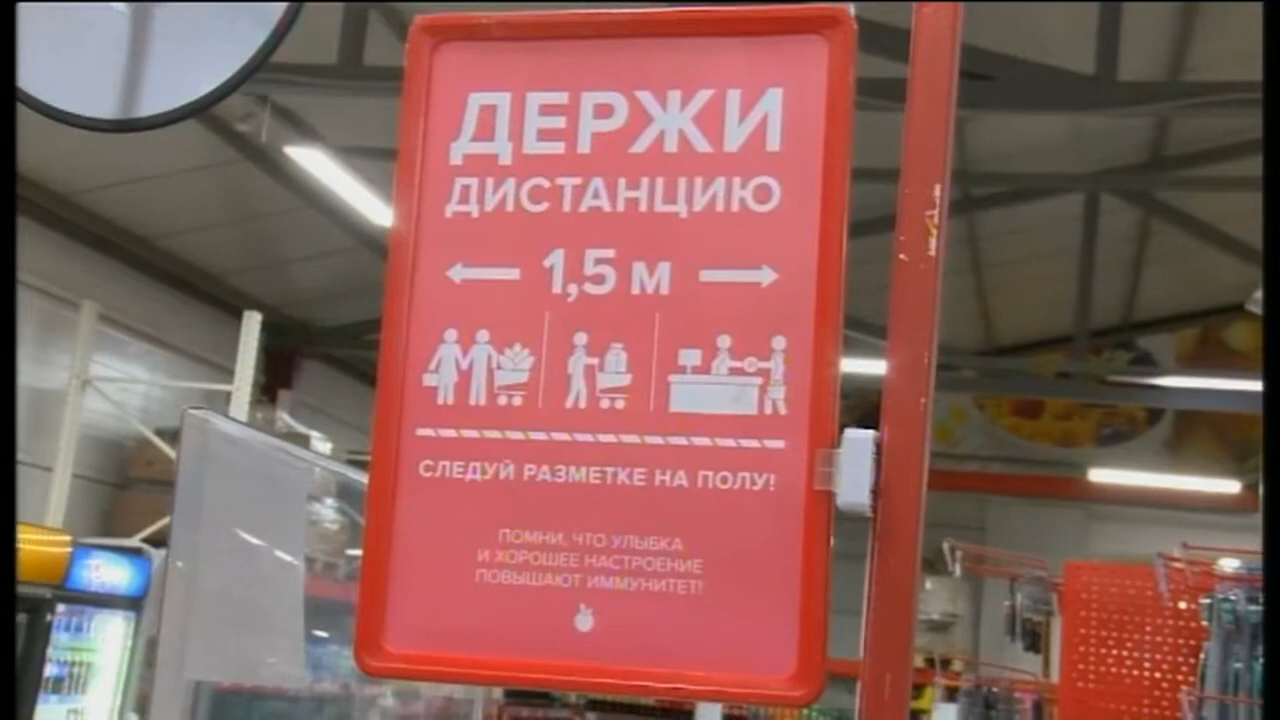 ДЕРЖИ
ДИСТАНЦИЮ
1,5 м
СЛЕДУЙ РАЗМЕТКЕ НА ПОЛУ!
ПОМНИ, ЧТО УЛЫБКА
И ХОРОШЕЕ НАСТРОЕНИЕ
ПОВЫШАЮТ ИММУНИТЕТ!